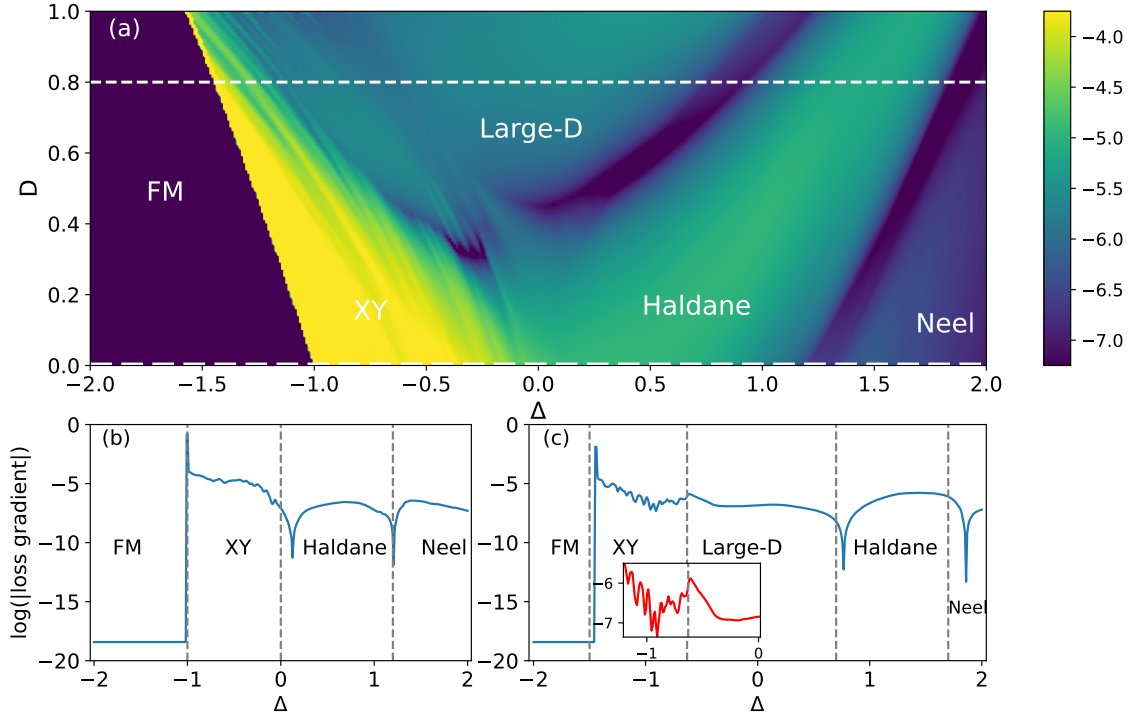 (a)
Large-D
FM
XY
Haldane
Neel
D
1.0
0.8
0.6
0.4
0.2
0.0
−2.0 −1.5 −1.0 −0.5 0.0 0.5 1.0 1.5 2.0
Δ
−4.0
−4.5
−5.0
−5.5
−6.0
−6.5
−7.0
(b)
log(|loss gradient|)
0
−5
−10
−15
−20
FM XY Haldane Neel
−2 −1 0 1 2
Δ
(c)
0
−5
−10
−15
−20
FM XY Large-D Haldane
Neel
−6
−7
−1 0
−2 −1 0 1 2
Δ